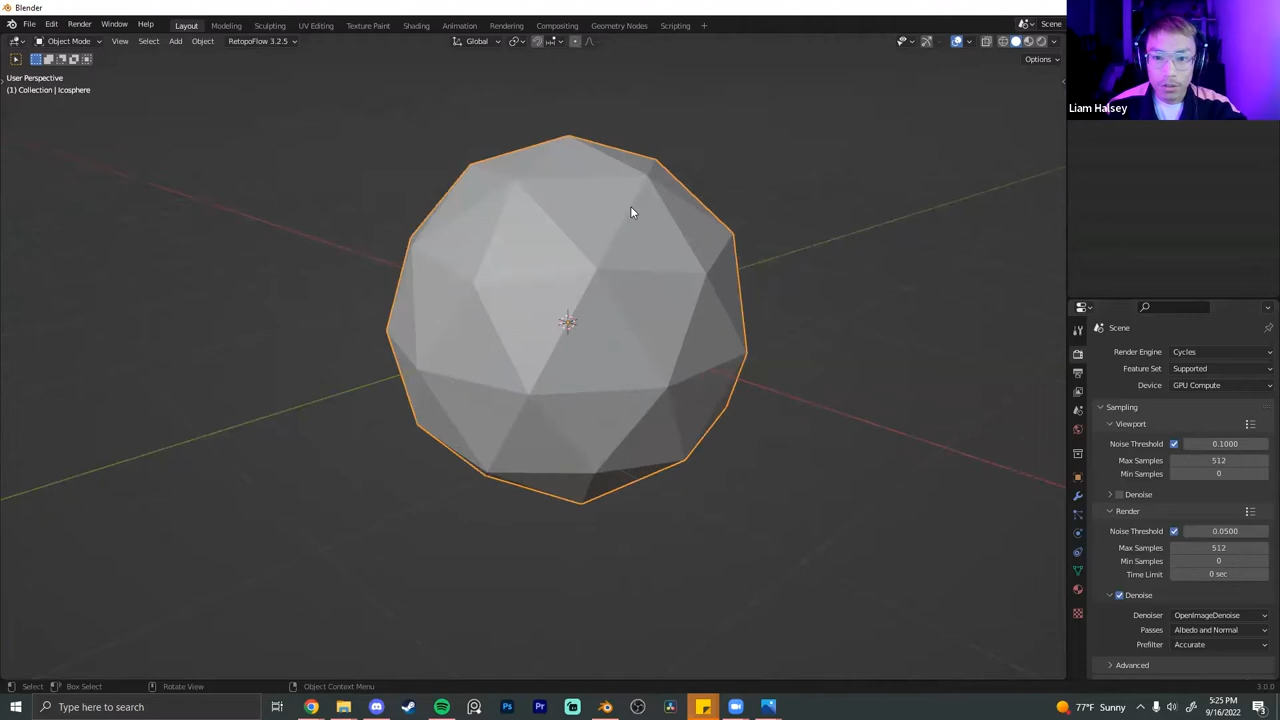 Blender
File Edit Render Window Help
Layout Modeling Sculpting UV Editing Texture Paint Shading Animation Rendering Compositing Geometry Nodes Scripting +
Scene
Object Mode View Select Add Object RetopoFlow 3.2.5
Global
Options
User Perspective
(1) Collection | Icosphere
Liam Halsey
Scene
Render Engine Cycles
Feature Set Supported
Device GPU Compute
Sampling
Viewport
Noise Threshold 0.1000
Max Samples 512
Min Samples 0
Denoise
Render
Noise Threshold 0.0500
Max Samples 512
Min Samples 0
Time Limit 0 sec
Denoise
Denoiser OpenImageDenoise
Passes Albedo and Normal
Prefilter Accurate
Advanced
Select Box Select Rotate View Object Context Menu
3.0.0
Type here to search
Ps
Pr
77°F Sunny
5:25 PM
9/16/2022